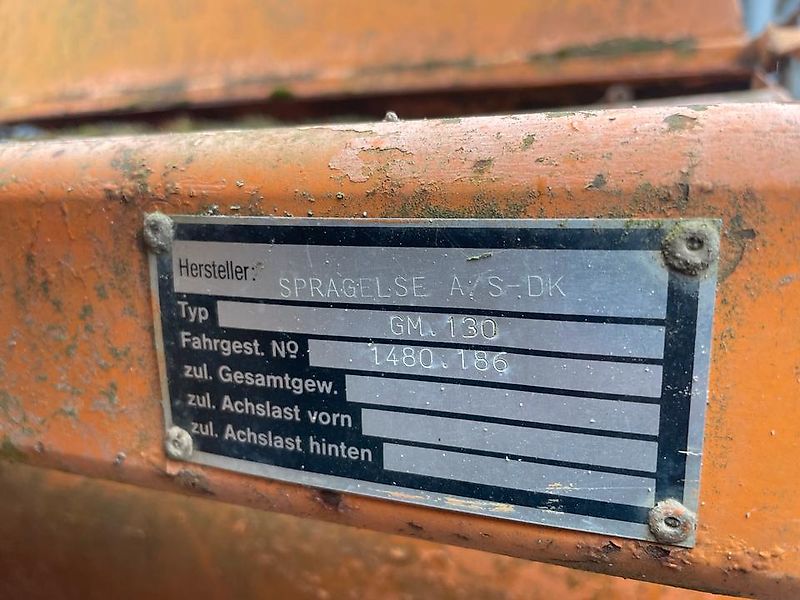 Hersteller: SPRAGELSE A/S-DK
Typ GM.130
Fahrgest. Nº 1480.186
zul. Gesamtgew.
zul. Achslast vorn
zul. Achslast hinten